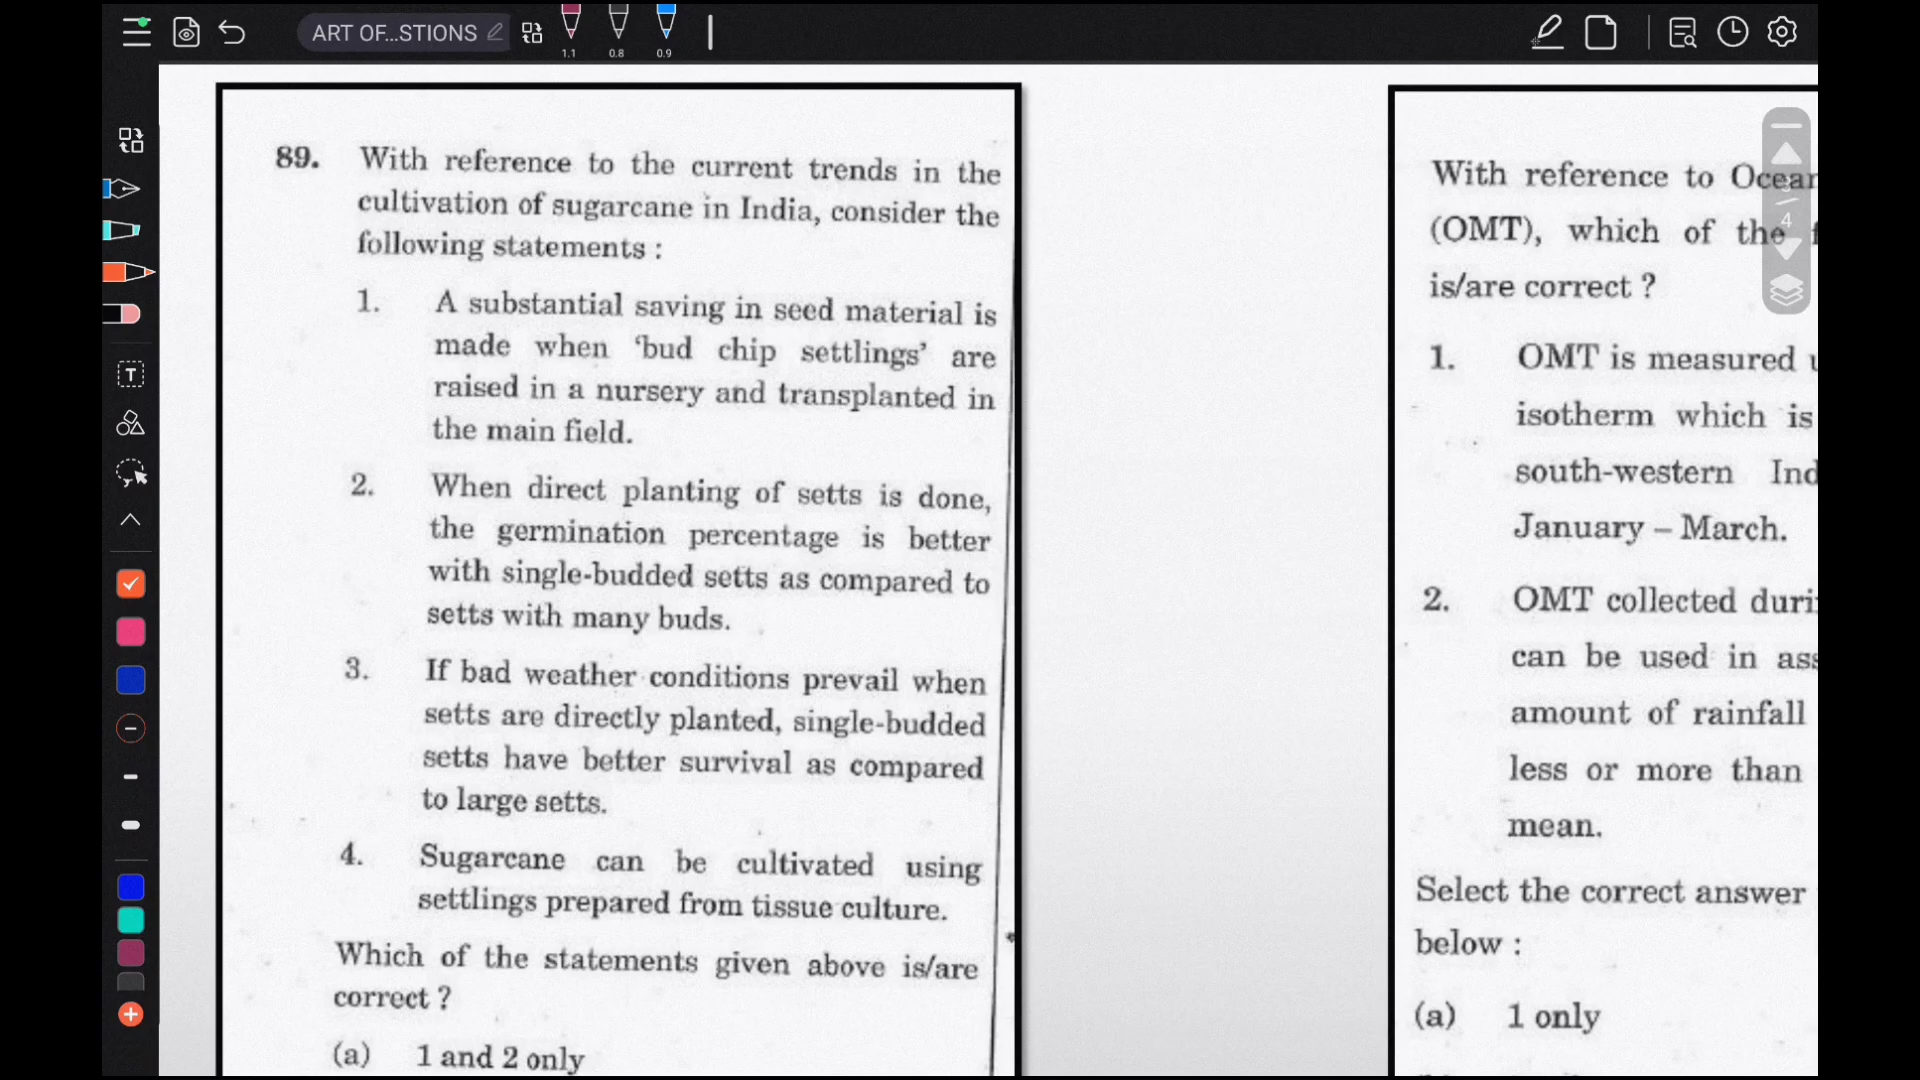 ART OF...STIONS
1.1
0.8
0.9
T
89. With reference to the current trends in the
cultivation of sugarcane in India, consider the
following statements :
1. A substantial saving in seed material is
made when ‘bud chip settlings’ are
raised in a nursery and transplanted in
the main field.
2. When direct planting of setts is done,
the germination percentage is better
with single-budded setts as compared to
setts with many buds.
3. If bad weather conditions prevail when
setts are directly planted, single-budded
setts have better survival as compared
to large setts.
4. Sugarcane can be cultivated using
settlings prepared from tissue culture.
Which of the statements given above is/are
correct ?
(a) 1 and 2 only
With reference to Ocean
(OMT), which of the
is/are correct ?
1. OMT is measured
isotherm which is
south-western Ind
January – March.
2. OMT collected duri
can be used in ass
amount of rainfall
less or more than
mean.
Select the correct answer
below :
(a) 1 only
4